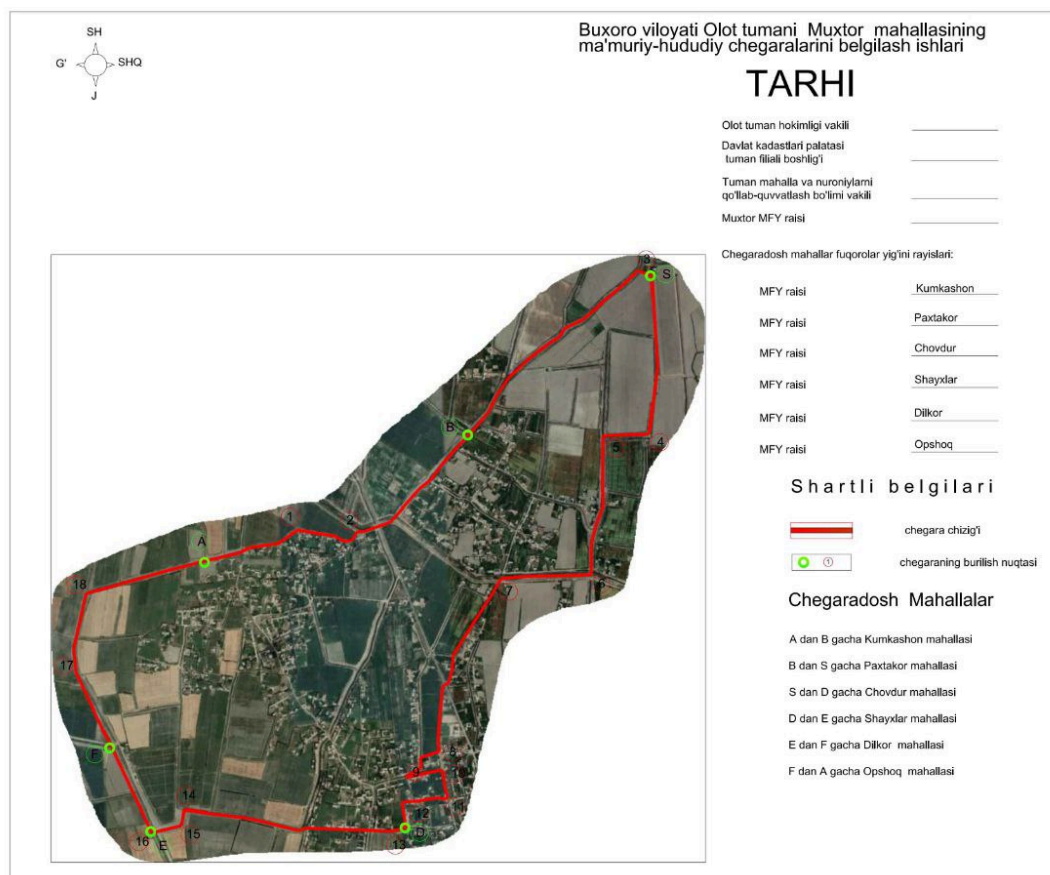 SH
G'
SHQ
J
Buxoro viloyati Olot tumani Muxtor mahallasining
ma'muriy-hududiy chegaralarini belgilash ishlari
TARHI
Olot tuman hokimligi vakili
Davlat kadastlari palatasi
tuman filiali boshlig'i
Tuman mahalla va nuroniylarni
qo'llab-quvvatlash bo'limi vakili
Muxtor MFY raisi
Chegaradosh mahallar fuqorolar yig'ini rayislari:
MFY raisi Kumkashon
MFY raisi Paxtakor
MFY raisi Chovdur
MFY raisi Shayxlar
MFY raisi Dilkor
MFY raisi Opshoq
Shartli belgilari
chegara chizig'i
1 chegaraning burilish nuqtasi
Chegaradosh Mahallalar
A dan B gacha Kumkashon mahallasi
B dan S gacha Paxtakor mahallasi
S dan D gacha Chovdur mahallasi
D dan E gacha Shayxlar mahallasi
E dan F gacha Dilkor mahallasi
F dan A gacha Opshoq mahallasi
3
S
B
4
5
1
2
A
6
7
18
17
F
8
9
14
12
15
16
E
D
13